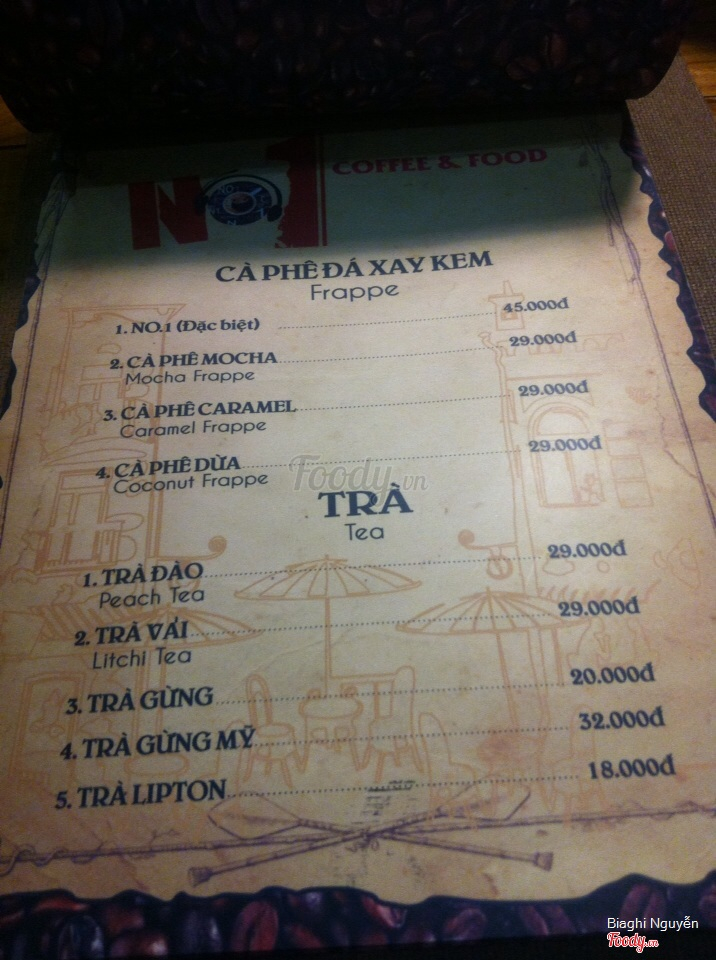 NO1 COFFEE & FOOD
CÀ PHÊ ĐÁ XAY KEM
Frappe
1. NO.1 (Đặc biệt) 45.000đ
2. CÀ PHÊ MOCHA 29.000đ
Mocha Frappe
3. CÀ PHÊ CARAMEL 29.000đ
Caramel Frappe
4. CÀ PHÊ DỪA 29.000đ
Coconut Frappe
Foody.vn
TRÀ
Tea
1. TRÀ ĐÀO 29.000đ
Peach Tea
2. TRÀ VẢI 29.000đ
Litchi Tea
3. TRÀ GỪNG 20.000đ
4. TRÀ GỪNG MỸ 32.000đ
5. TRÀ LIPTON 18.000đ
Biaghi Nguyễn
Foody.vn